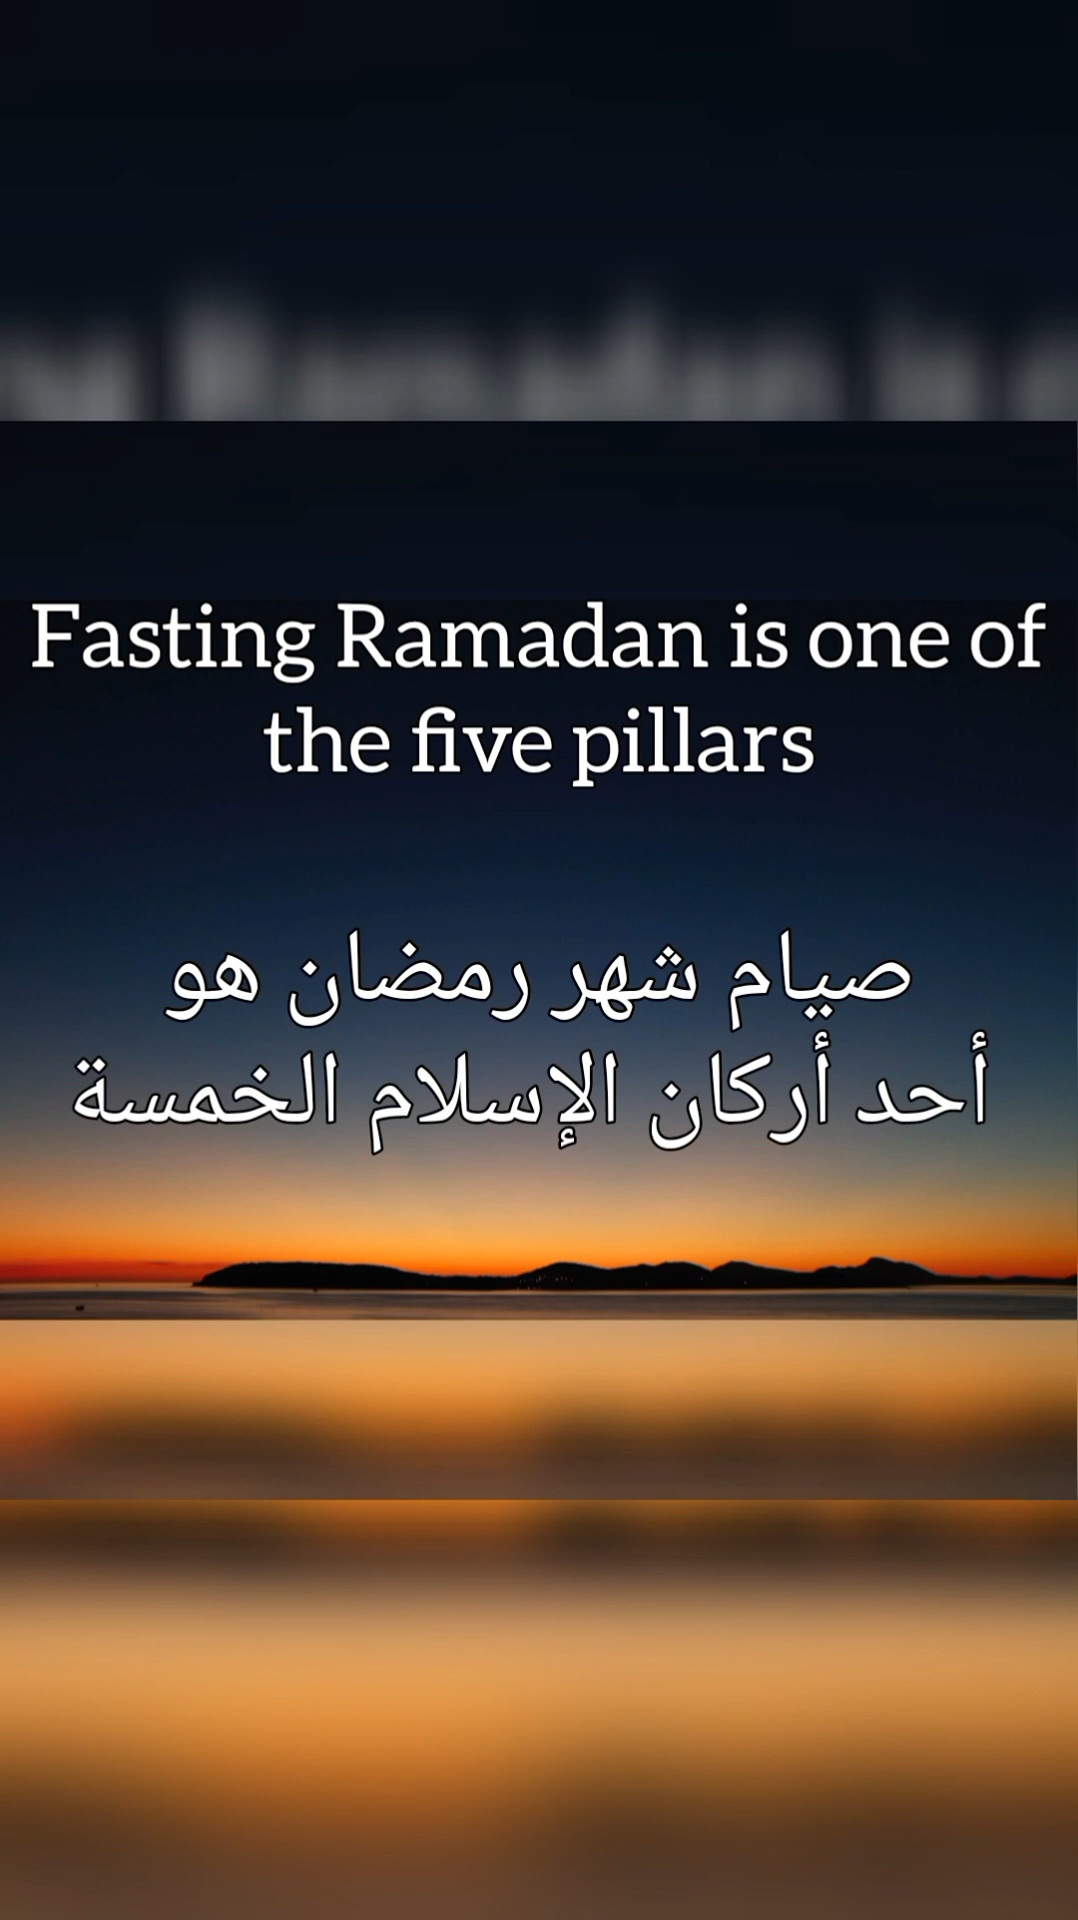 Fasting Ramadan is one of
the five pillars
صيام شهر رمضان هو
أحد أركان الإسلام الخمسة